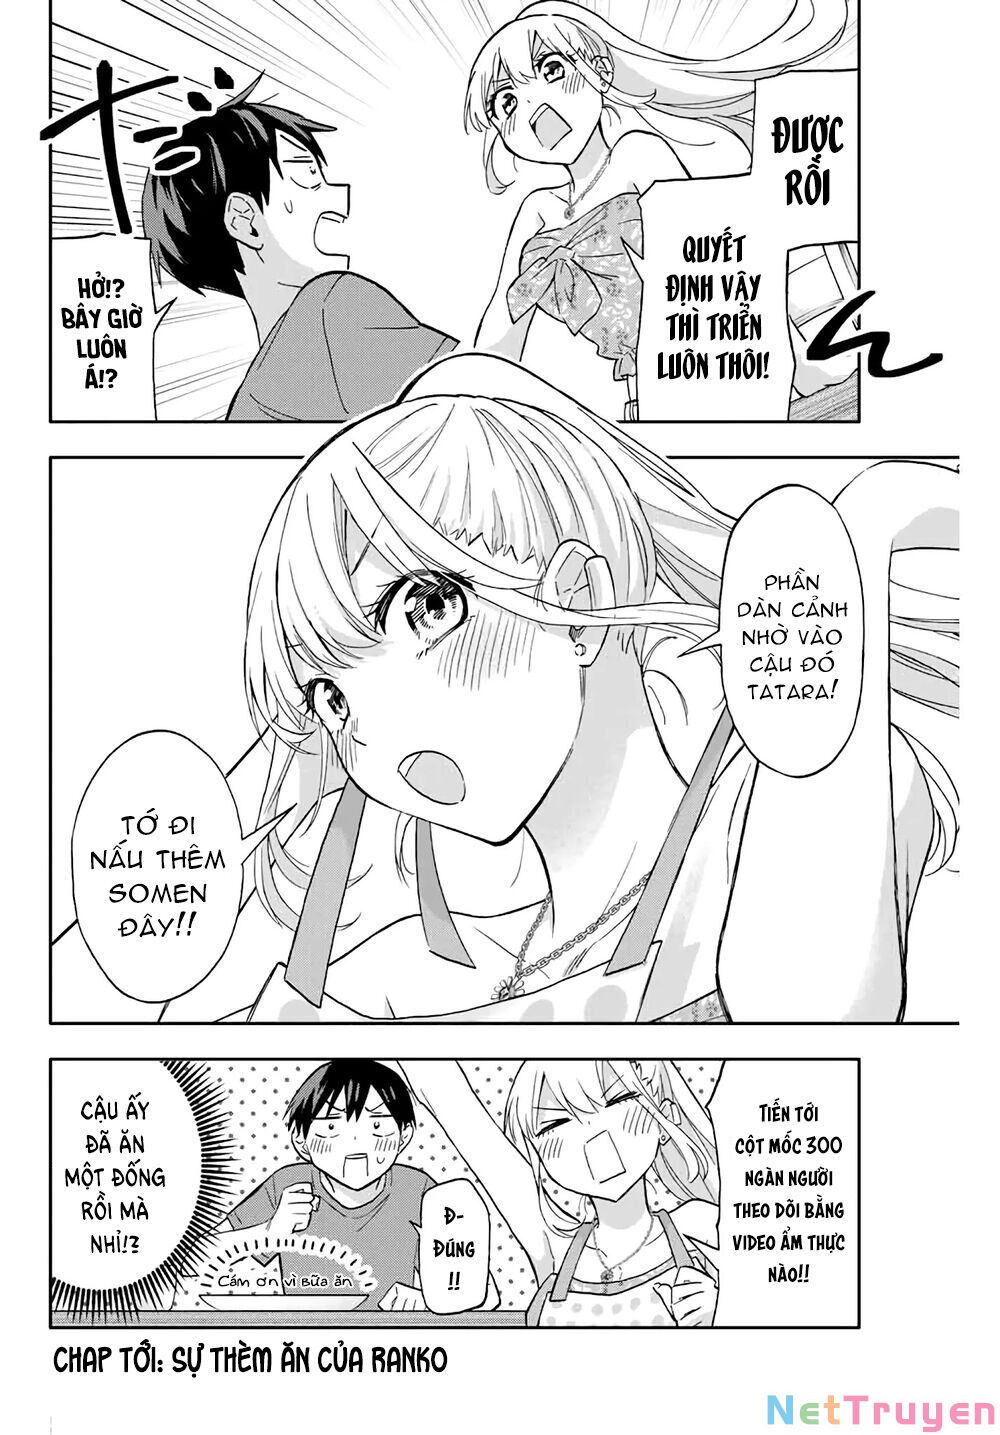 ĐƯỢC
RỒI
QUYẾT
ĐỊNH VẬY
THÌ TRIỂN
LUÔN THÔI!
HỞ!?
BÂY GIỜ
LUÔN
Á!?
ガ
ん
PHẦN
DÀN CẢNH
NHỜ VÀO
CẬU ĐÓ
TATARA!
TỚ ĐI
NẤU THÊM
SOMEN
ĐÂY!!
TIẾN TỚI
CỘT MỐC 300
NGÀN NGƯỜI
THEO DÕI BẰNG
VIDEO ẨM THỰC
NÀO!!
Đ-
ĐÚNG
!!
CẬU ẤY
ĐÃ ĂN
MỘT ĐỐNG
RỒI MÀ
NHỈ!?
Cám ơn vì bữa ăn
CHAP TỚI: SỰ THÈM ĂN CỦA RANKO
NetTruyen